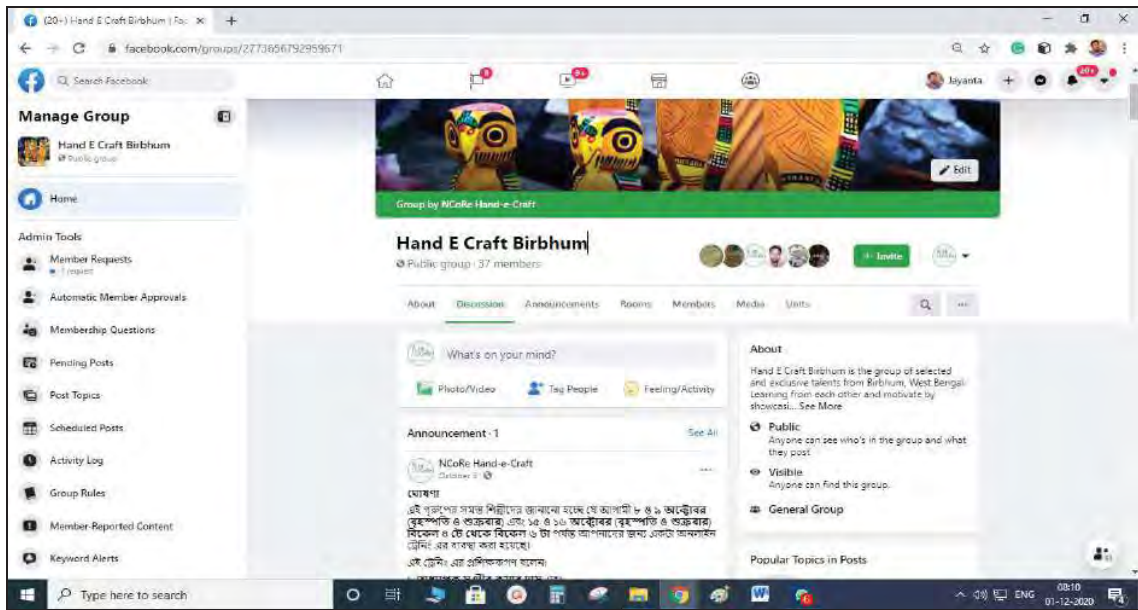 (20+) Hand E Craft Birbhum | Fac
facebook.com/groups/2773656792959671
Search Facebook
8
9+
Jayanta
20+
Manage Group
Hand E Craft Birbhum
Public group
Home
Admin Tools
Member Requests
1 request
Automatic Member Approvals
Membership Questions
Pending Posts
Post Topics
Scheduled Posts
Activity Log
Group Rules
Member-Reported Content
Keyword Alerts
Edit
Group by NCoRe Hand-e-Craft
Hand E Craft Birbhum
Public group · 37 members
+ Invite
About Discussion Announcements Rooms Members Media Units
What's on your mind?
Photo/Video Tag People Feeling/Activity
Announcement · 1 See All
NCoRe Hand-e-Craft
October
ঘোষণা
এই গ্রুপের সমস্ত শিল্পীদের জানানো হচ্ছে যে আগামী ৮ ও ৯ অক্টোবর
(বৃহস্পতি ও শুক্রবার) এবং ১৫ ও ১৬ অক্টোবর (বৃহস্পতি ও শুক্রবার)
বিকেল ৪ টে থেকে বিকেল ৬ টা পর্যন্ত আপনাদের জন্য একটা অনলাইন
ট্রেনিং এর ব্যবস্থা করা হয়েছে।
এই ট্রেনিং এর প্রশিক্ষকগণ হলেন।
About
Hand E Craft Birbhum is the group of selected
and exclusive talents from Birbhum, West Bengal.
Learning from each other and motivate by
showcasi... See More
Public
Anyone can see who's in the group and what
they post.
Visible
Anyone can find this group.
General Group
Popular Topics in Posts
Type here to search
ENG
08:10
01-12-2020